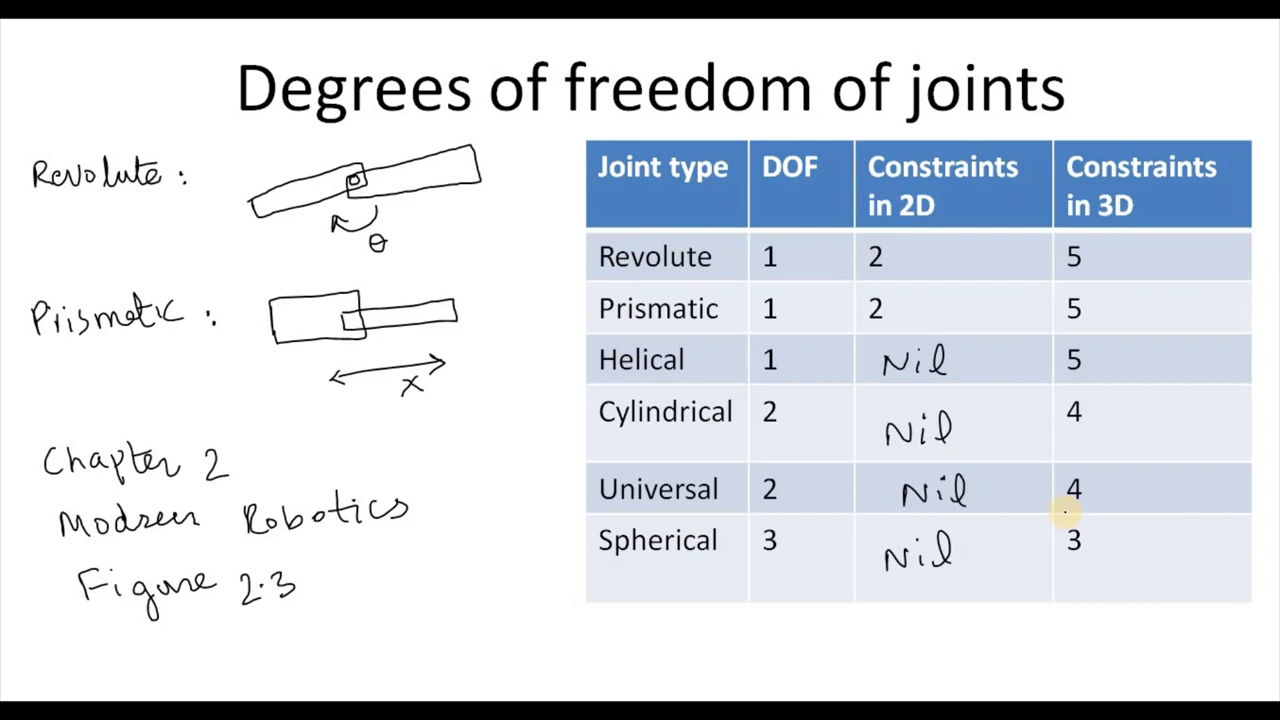 Degrees of freedom of joints
Revolute :
θ
Prismatic :
x
Chapter 2
Modern Robotics
Figure 2.3
Joint type DOF Constraints in 2D Constraints in 3D
Revolute 1 2 5
Prismatic 1 2 5
Helical 1 Nil 5
Cylindrical 2 Nil 4
Universal 2 Nil 4
Spherical 3 Nil 3